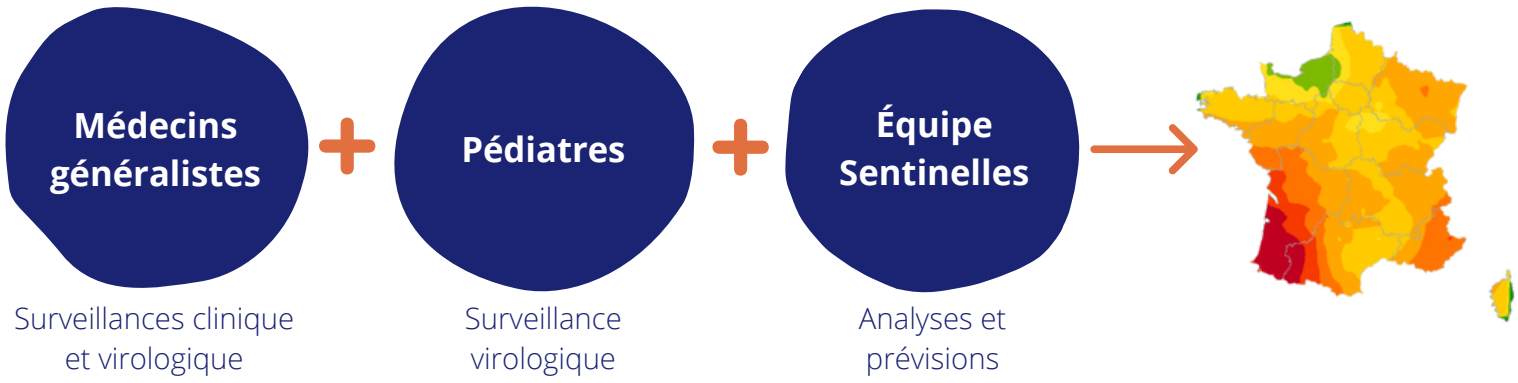 Médecins
généralistes
Pédiatres
Équipe
Sentinelles
Surveillances clinique
et virologique
Surveillance
virologique
Analyses et
prévisions